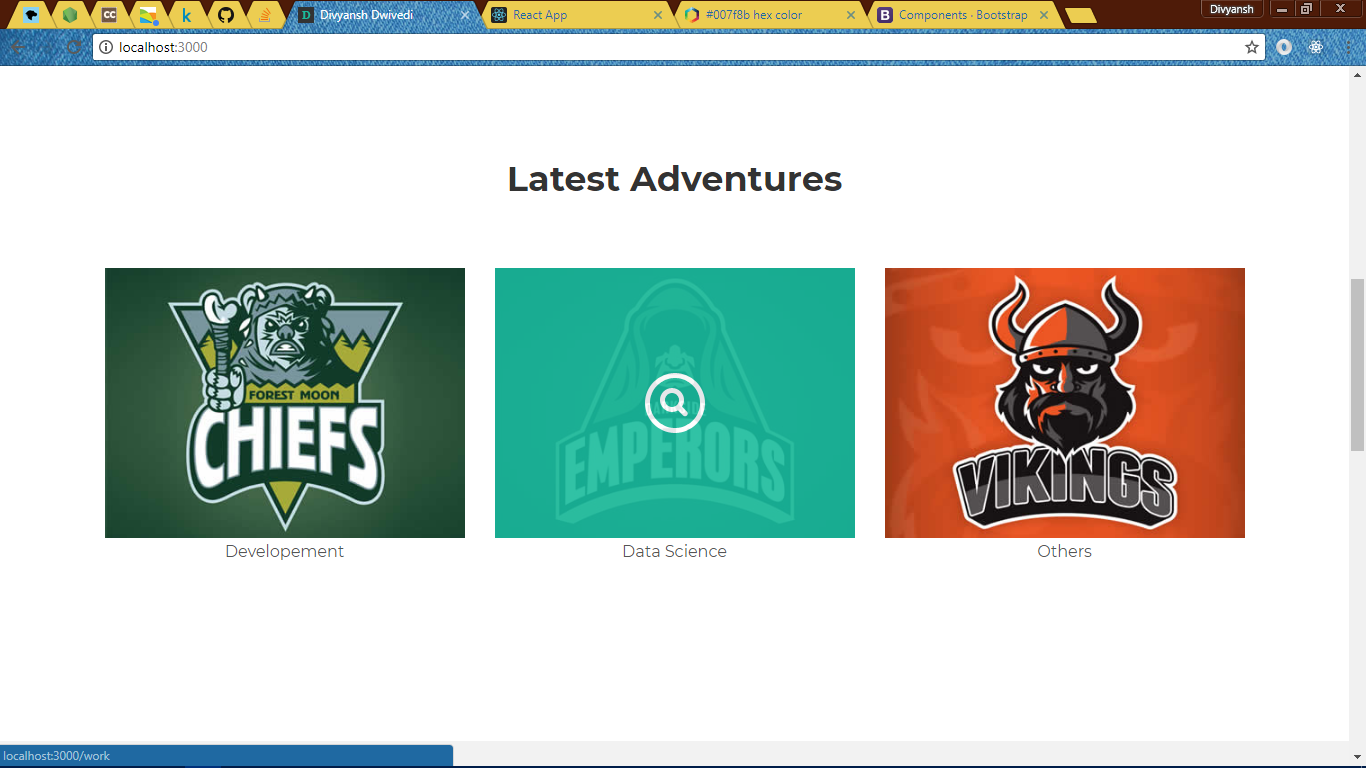 Divyansh Dwivedi
React App
#007f8b hex color
Components · Bootstrap
Divyansh
localhost:3000
Latest Adventures
FOREST MOON
CHIEFS
EMPERORS
VIKINGS
Developement
Data Science
Others
localhost:3000/work